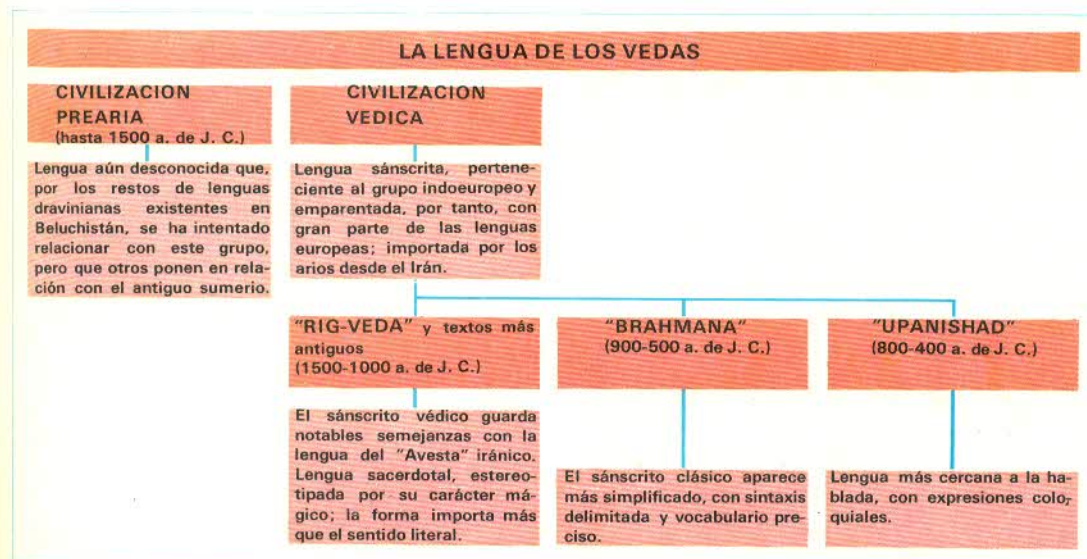 LA LENGUA DE LOS VEDAS
CIVILIZACION
PREARIA
(hasta 1500 a. de J. C.)
Lengua aún desconocida que,
por los restos de lenguas
dravinianas existentes en
Beluchistán, se ha intentado
relacionar con este grupo,
pero que otros ponen en rela-
ción con el antiguo sumerio.
CIVILIZACION
VEDICA
Lengua sánscrita, pertene-
ciente al grupo indoeuropeo y
emparentada, por tanto, con
gran parte de las lenguas
europeas; importada por los
arios desde el Irán.
"RIG-VEDA" y textos más
antiguos
(1500-1000 a. de J. C.)
El sánscrito védico guarda
notables semejanzas con la
lengua del "Avesta" iránico.
Lengua sacerdotal, estereo-
tipada por su carácter má-
gico; la forma importa más
que el sentido literal.
"BRAHMANA"
(900-500 a. de J. C.)
El sánscrito clásico aparece
más simplificado, con sintaxis
delimitada y vocabulario pre-
ciso.
"UPANISHAD"
(800-400 a. de J. C.)
Lengua más cercana a la ha-
blada, con expresiones colo-
quiales.